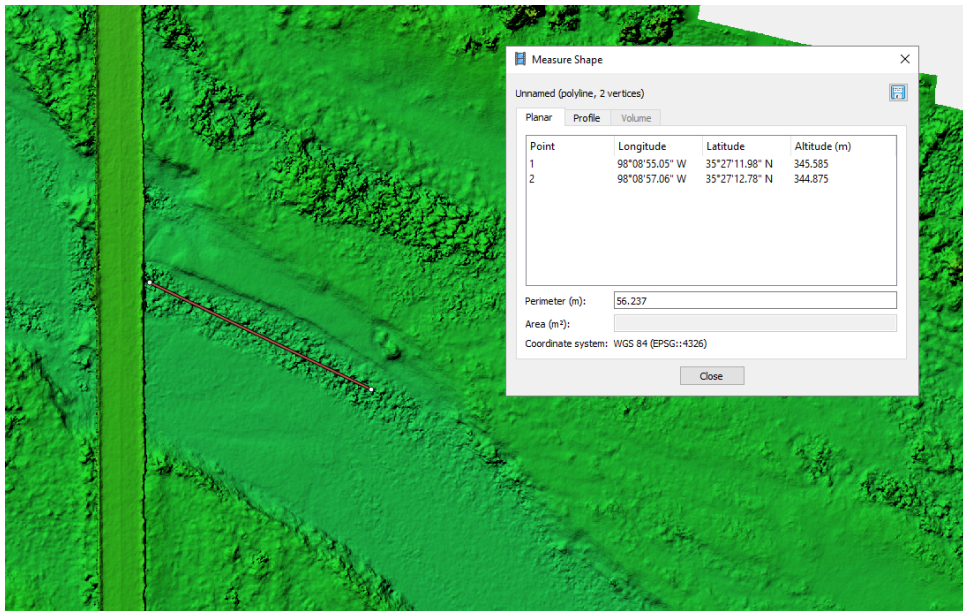 Measure Shape
Unnamed (polyline, 2 vertices)
Planar Profile Volume
Point Longitude Latitude Altitude (m)
1 98°08'55.05" W 35°27'11.98" N 345.585
2 98°08'57.06" W 35°27'12.78" N 344.875
Perimeter (m): 56.237
Area (m²):
Coordinate system: WGS 84 (EPSG::4326)
Close